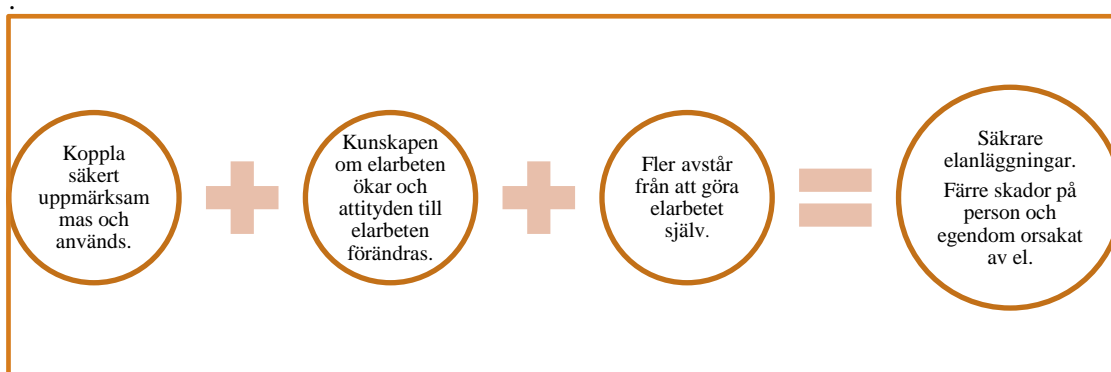 .
Koppla
säkert
uppmärksam
mas och
används.
Kunskapen
om elarbeten
ökar och
attityden till
elarbeten
förändras.
Fler avstår
från att göra
elarbetet
själv.
Säkrare
elanläggningar.
Färre skador på
person och
egendom orsakat
av el.